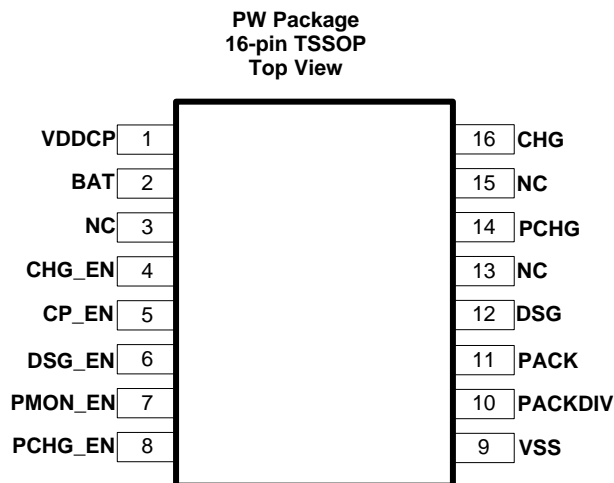 PW Package
16-pin TSSOP
Top View
VDDCP 1
BAT 2
NC 3
CHG_EN 4
CP_EN 5
DSG_EN 6
PMON_EN 7
PCHG_EN 8
16 CHG
15 NC
14 PCHG
13 NC
12 DSG
11 PACK
10 PACKDIV
9 VSS